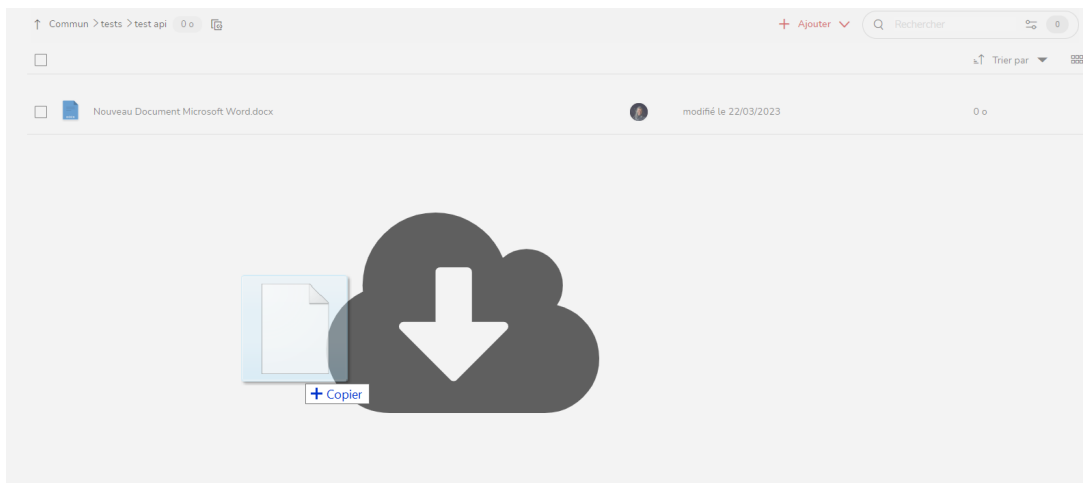 Commun > tests > test api 0 o Ajouter Rechercher 0
Trier par
Nouveau Document Microsoft Word.docx modifié le 22/03/2023 0 o
+ Copier